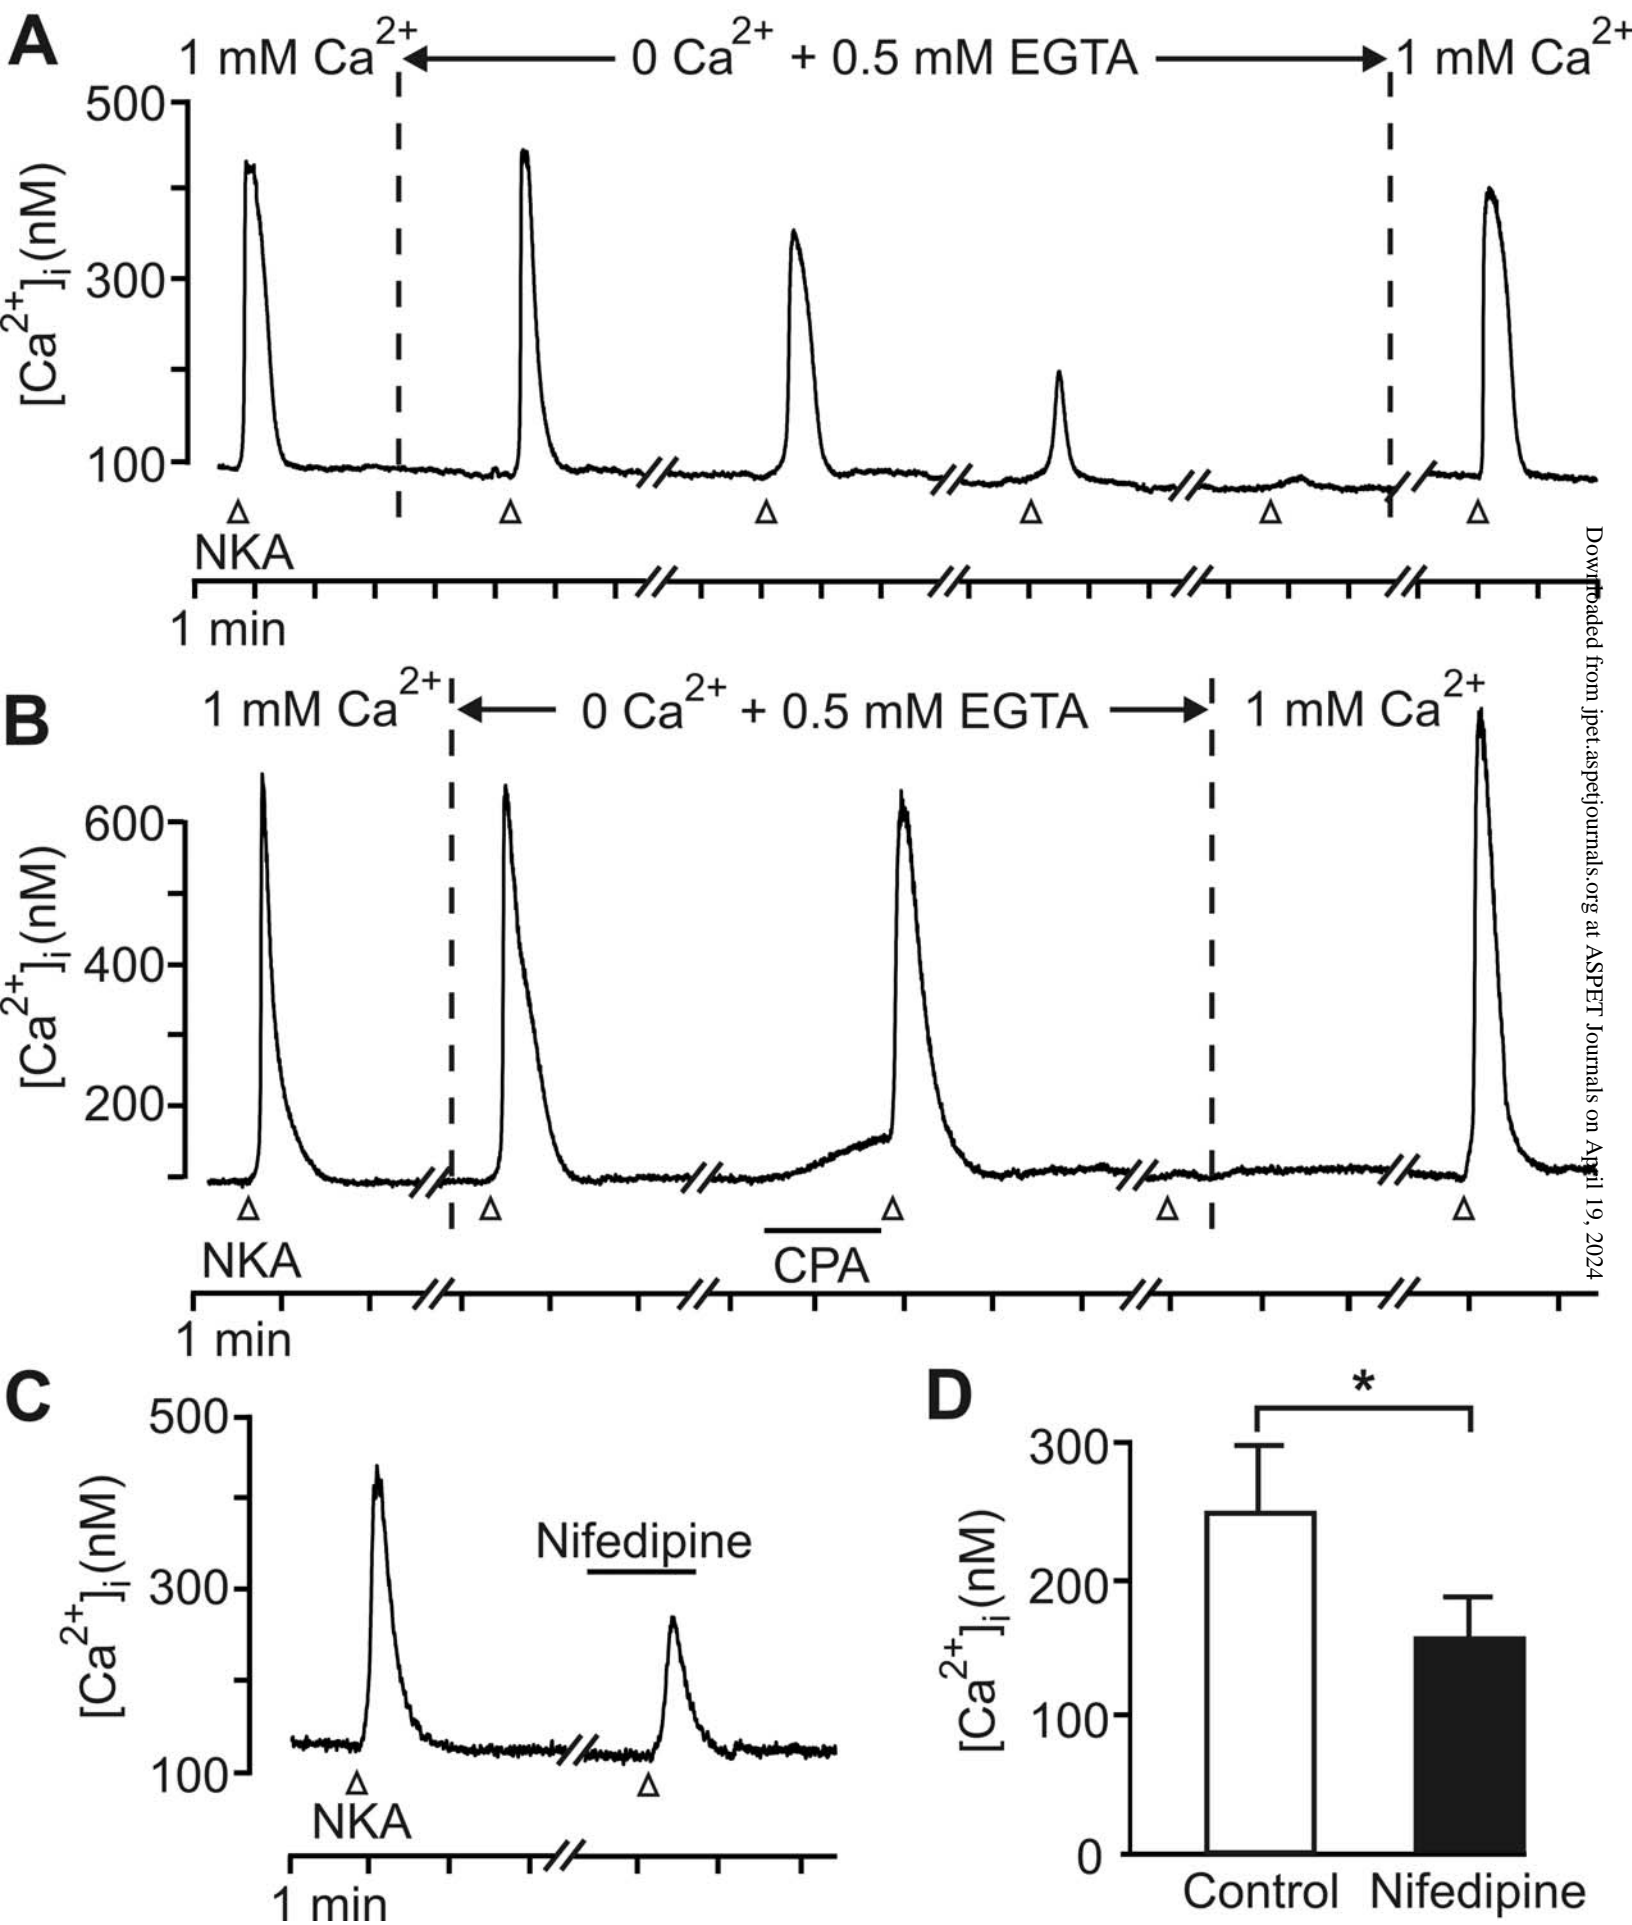 A
1 mM Ca2+
0 Ca2+ + 0.5 mM EGTA
1 mM Ca2+
500
300
100
[Ca2+]i(nM)
NKA
1 min
B
1 mM Ca2+
0 Ca2+ + 0.5 mM EGTA
1 mM Ca2+
600
400
200
[Ca2+]i(nM)
NKA
CPA
1 min
C
500
300
100
[Ca2+]i(nM)
Nifedipine
NKA
1 min
D
*
300
200
100
0
[Ca2+]i(nM)
Control
Nifedipine
Downloaded from jpet.aspetjournals.org at ASPET Journals on April 19, 2024